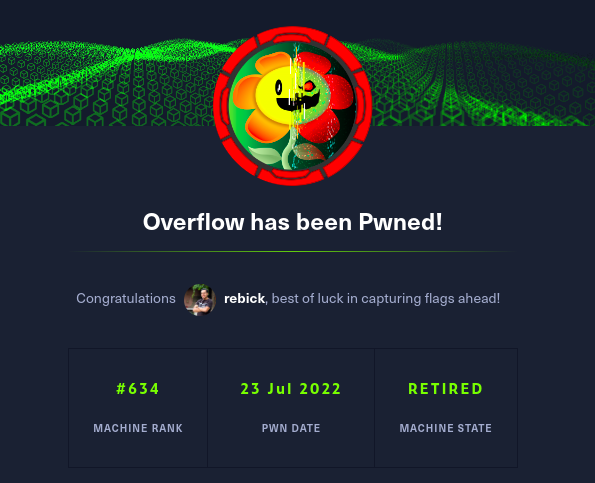 Overflow has been Pwned!
Congratulations rebick, best of luck in capturing flags ahead!
#634 23 Jul 2022 RETIRED
MACHINE RANK PWN DATE MACHINE STATE